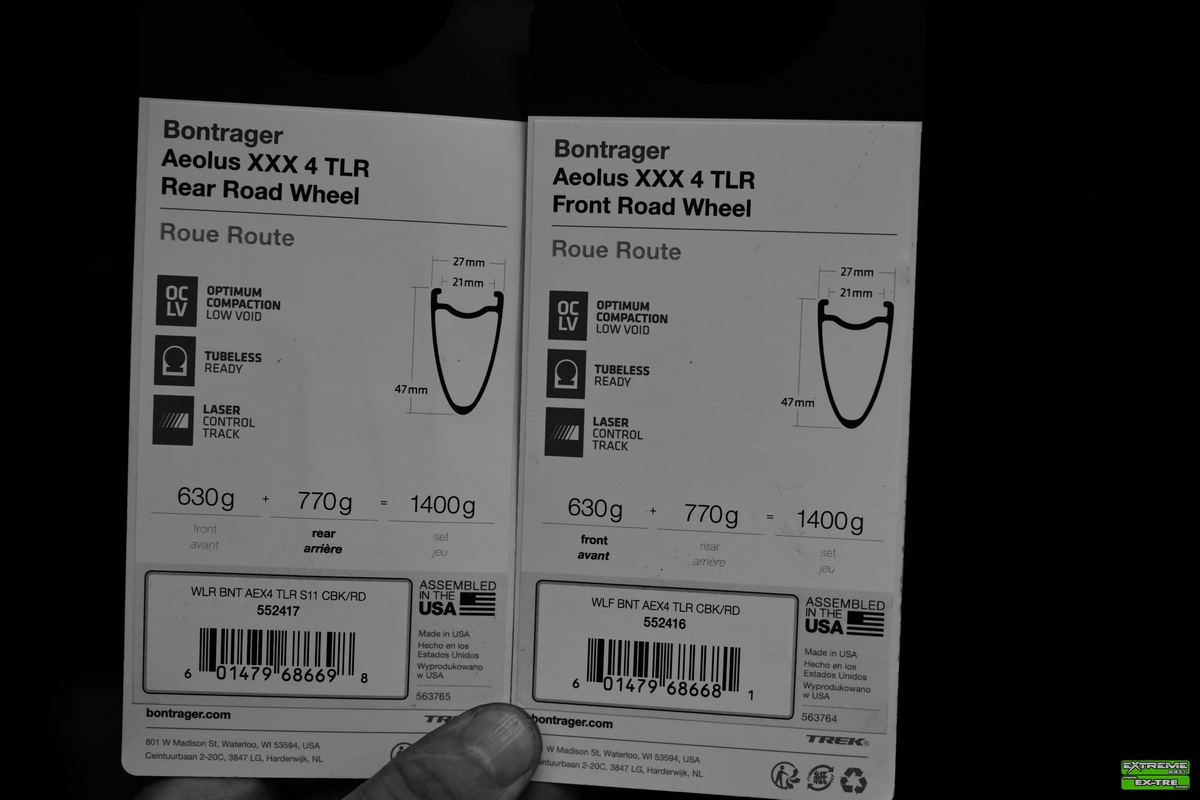 Bontrager
Aeolus XXX 4 TLR
Rear Road Wheel
Roue Route
OC
LV
OPTIMUM
COMPACTION
LOW VOID
TUBELESS
READY
LASER
CONTROL
TRACK
27mm
21mm
47mm
630g + 770g = 1400g
front rear set
avant arrière jeu
WLR BNT AEX4 TLR S11 CBK/RD
552417
6 01479 68669 8
ASSEMBLED
IN THE
USA
Made in USA
Hecho en los
Estados Unidos
Wyprodukowano
w USA
563765
bontrager.com
801 W Madison St, Waterloo, WI 53594, USA
Ceintuurbaan 2-20C, 3847 LG, Harderwijk, NL
Bontrager
Aeolus XXX 4 TLR
Front Road Wheel
Roue Route
OC
LV
OPTIMUM
COMPACTION
LOW VOID
TUBELESS
READY
LASER
CONTROL
TRACK
27mm
21mm
47mm
630g + 770g = 1400g
front rear set
avant arrière jeu
WLF BNT AEX4 TLR CBK/RD
552416
6 01479 68668 1
ASSEMBLED
IN THE
USA
Made in USA
Hecho en los
Estados Unidos
Wyprodukowano
w USA
563764
bontrager.com
TREK
W Madison St, Waterloo, WI 53594, USA
2-20C, 3847 LG, Harderwijk, NL
紙
EXTREME
EX-TRE